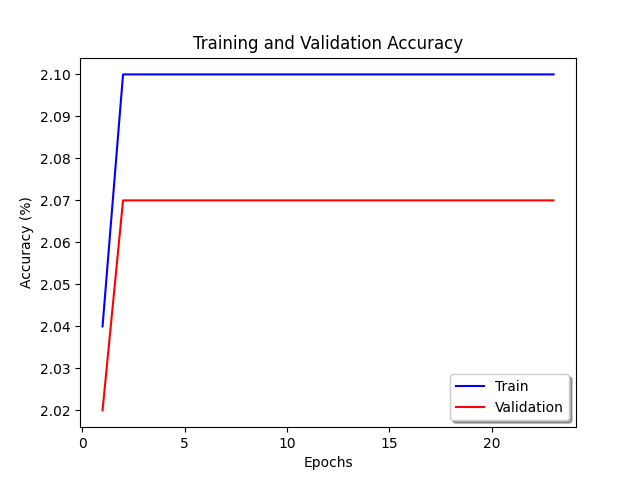 Training and Validation Accuracy
2.10
2.09
2.08
2.07
2.06
2.05
2.04
2.03
2.02
Accuracy (%)
Train
Validation
0 5 10 15 20
Epochs